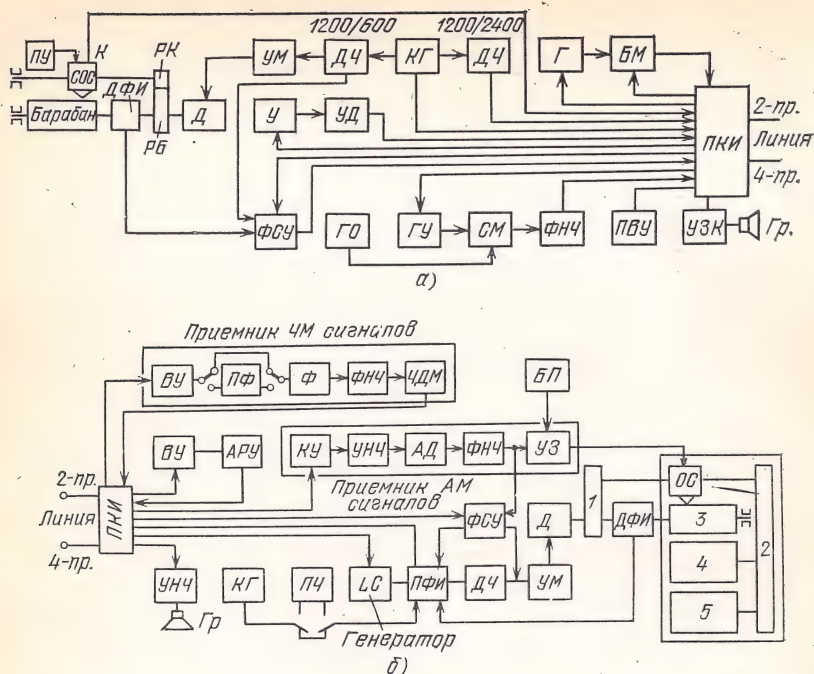 1200/600 1200/2400
ПУ К РК УМ ДЧ КГ ДЧ Г БМ
СОС
ДФИ
Барабан Д У УД 2-пр.
РБ ПКИ Линия
4-пр.
ФСУ ГО ГУ СМ ФНЧ ПВУ УЗК Гр.
а)
Приемник ЧМ сигналов
ВУ ПФ Ф ФНЧ ЧДМ БП
ВУ АРУ КУ УНЧ АД ФНЧ УЗ
2-пр. Приемник АМ ОС
Линия ПКИ сигналов ФСУ Д 1 ДФИ 3 2
4-пр. 4
УНЧ КГ ПЧ LC ПФИ ДЧ УМ 5
Гр Генератор
б)